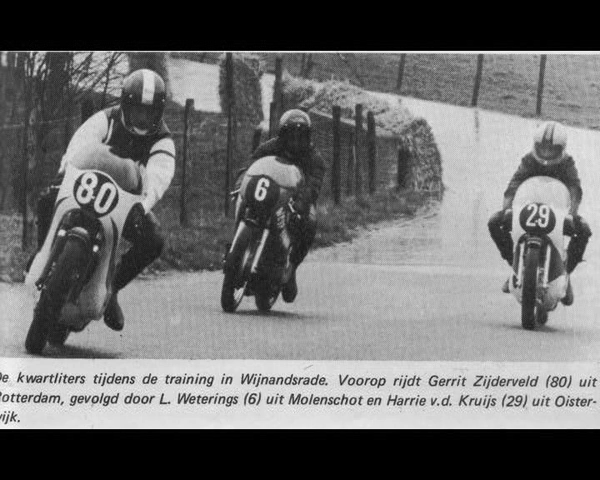 80
6
29
De kwartliters tijdens de training in Wijnandsrade. Voorop rijdt Gerrit Zijderveld (80) uit
Rotterdam, gevolgd door L. Weterings (6) uit Molenschot en Harrie v.d. Kruijs (29) uit Oister-
wijk.